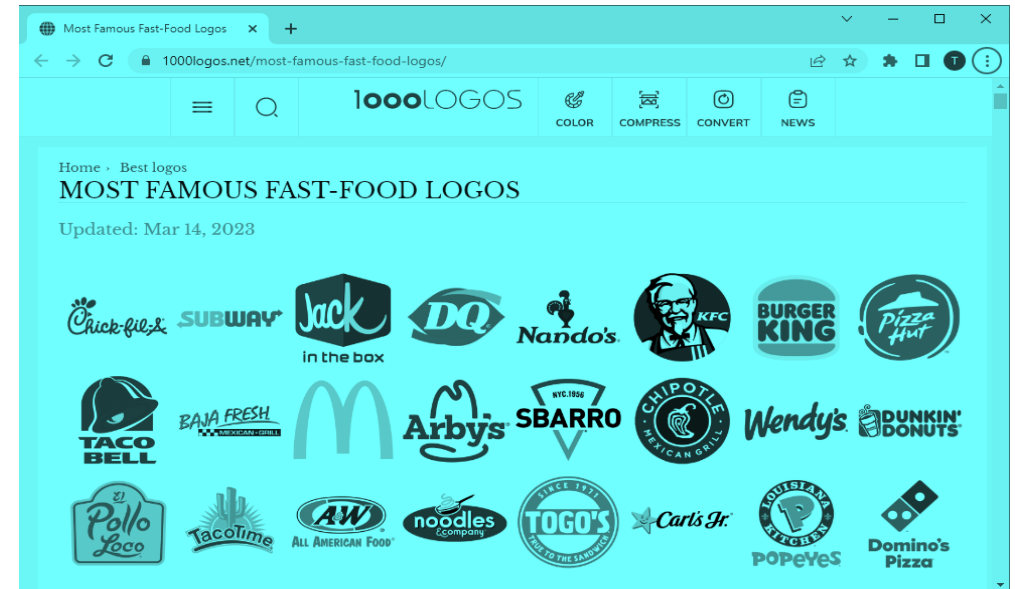 Most Famous Fast-Food Logos
1000logos.net/most-famous-fast-food-logos/
T
1000LOGOS
COLOR
COMPRESS
CONVERT
NEWS
Home › Best logos
MOST FAMOUS FAST-FOOD LOGOS
Updated: Mar 14, 2023
Chick-fil-A
SUBWAY
Jack
in the box
DQ
Nando's
KFC
BURGER
KING
Pizza
Hut
TACO
BELL
BAJA FRESH
MEXICAN-GRILL
Arby's
NYC.1956
SBARRO
CHIPOTLE
MEXICAN GRILL
Wendy's
DUNKIN'
DONUTS
El
Pollo
Loco
TacoTime
A&W
ALL AMERICAN FOOD
noodles
&company
SINCE 1971
TOGO'S
TRUE TO THE SANDWICH
Carl's Jr.
LOUISIANA
KITCHEN
P
POPEYES
Domino's
Pizza